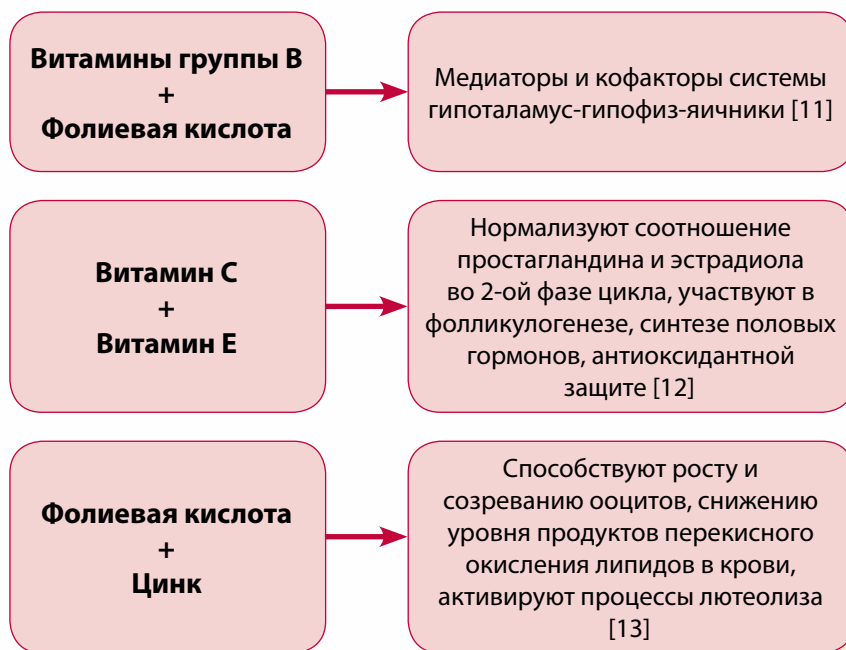 Витамины группы В
+
Фолиевая кислота
Медиаторы и кофакторы системы
гипоталамус-гипофиз-яичники [11]
Витамин С
+
Витамин Е
Нормализуют соотношение
простагландина и эстрадиола
во 2-ой фазе цикла, участвуют в
фолликулогенезе, синтезе половых
гормонов, антиоксидантной
защите [12]
Фолиевая кислота
+
Цинк
Способствуют росту и
созреванию ооцитов, снижению
уровня продуктов перекисного
окисления липидов в крови,
активируют процессы лютеолиза
[13]